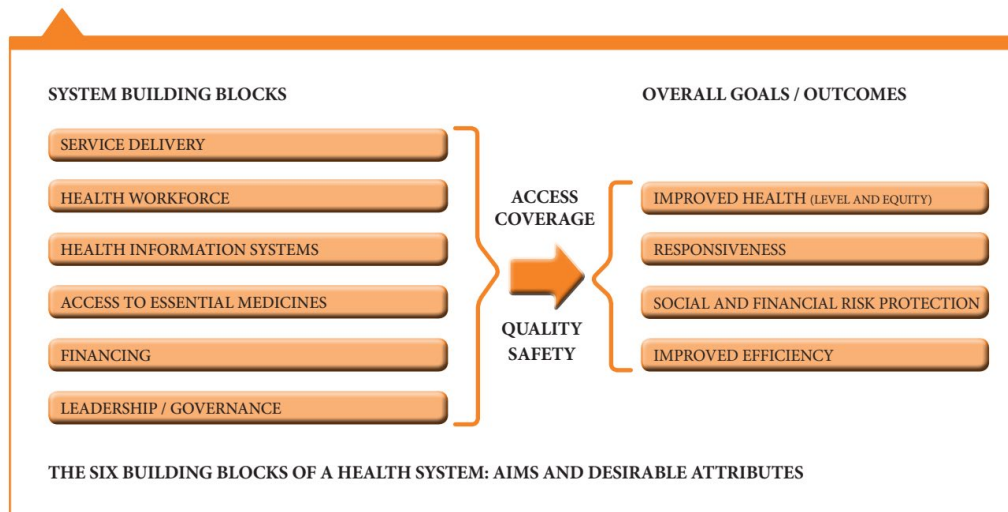 SYSTEM BUILDING BLOCKS
SERVICE DELIVERY
HEALTH WORKFORCE
HEALTH INFORMATION SYSTEMS
ACCESS TO ESSENTIAL MEDICINES
FINANCING
LEADERSHIP / GOVERNANCE
ACCESS
COVERAGE
QUALITY
SAFETY
OVERALL GOALS / OUTCOMES
IMPROVED HEALTH (LEVEL AND EQUITY)
RESPONSIVENESS
SOCIAL AND FINANCIAL RISK PROTECTION
IMPROVED EFFICIENCY
THE SIX BUILDING BLOCKS OF A HEALTH SYSTEM: AIMS AND DESIRABLE ATTRIBUTES